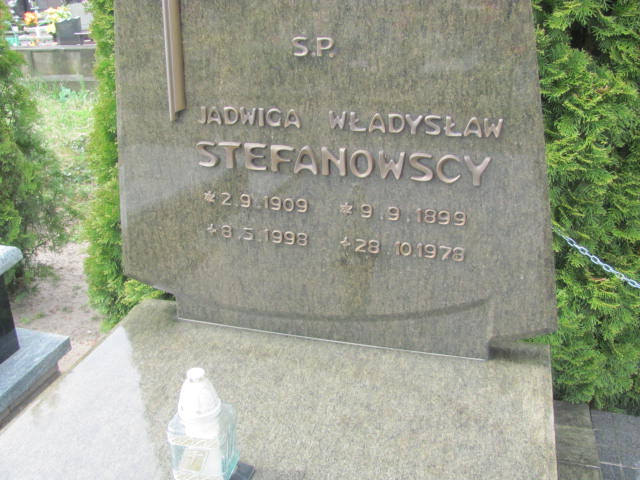 S.P.
JADWIGA WŁADYSŁAW
STEFANOWSCY
*2.9.1909 *9.9.1899
+8.5.1998 +28.10.1978